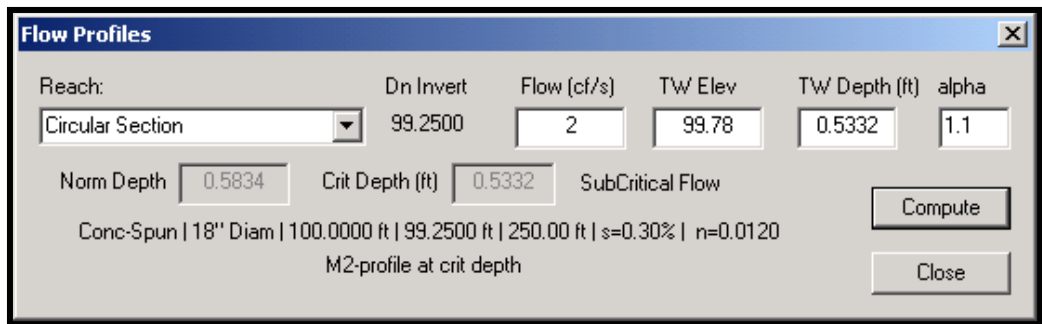 Flow Profiles
Reach: Dn Invert Flow (cf/s) TW Elev TW Depth (ft) alpha
Circular Section 99.2500 2 99.78 0.5332 1.1
Norm Depth 0.5834 Crit Depth (ft) 0.5332 SubCritical Flow
Compute
Conc-Spun | 18" Diam | 100.0000 ft | 99.2500 ft | 250.00 ft | s=0.30% | n=0.0120
M2-profile at crit depth
Close